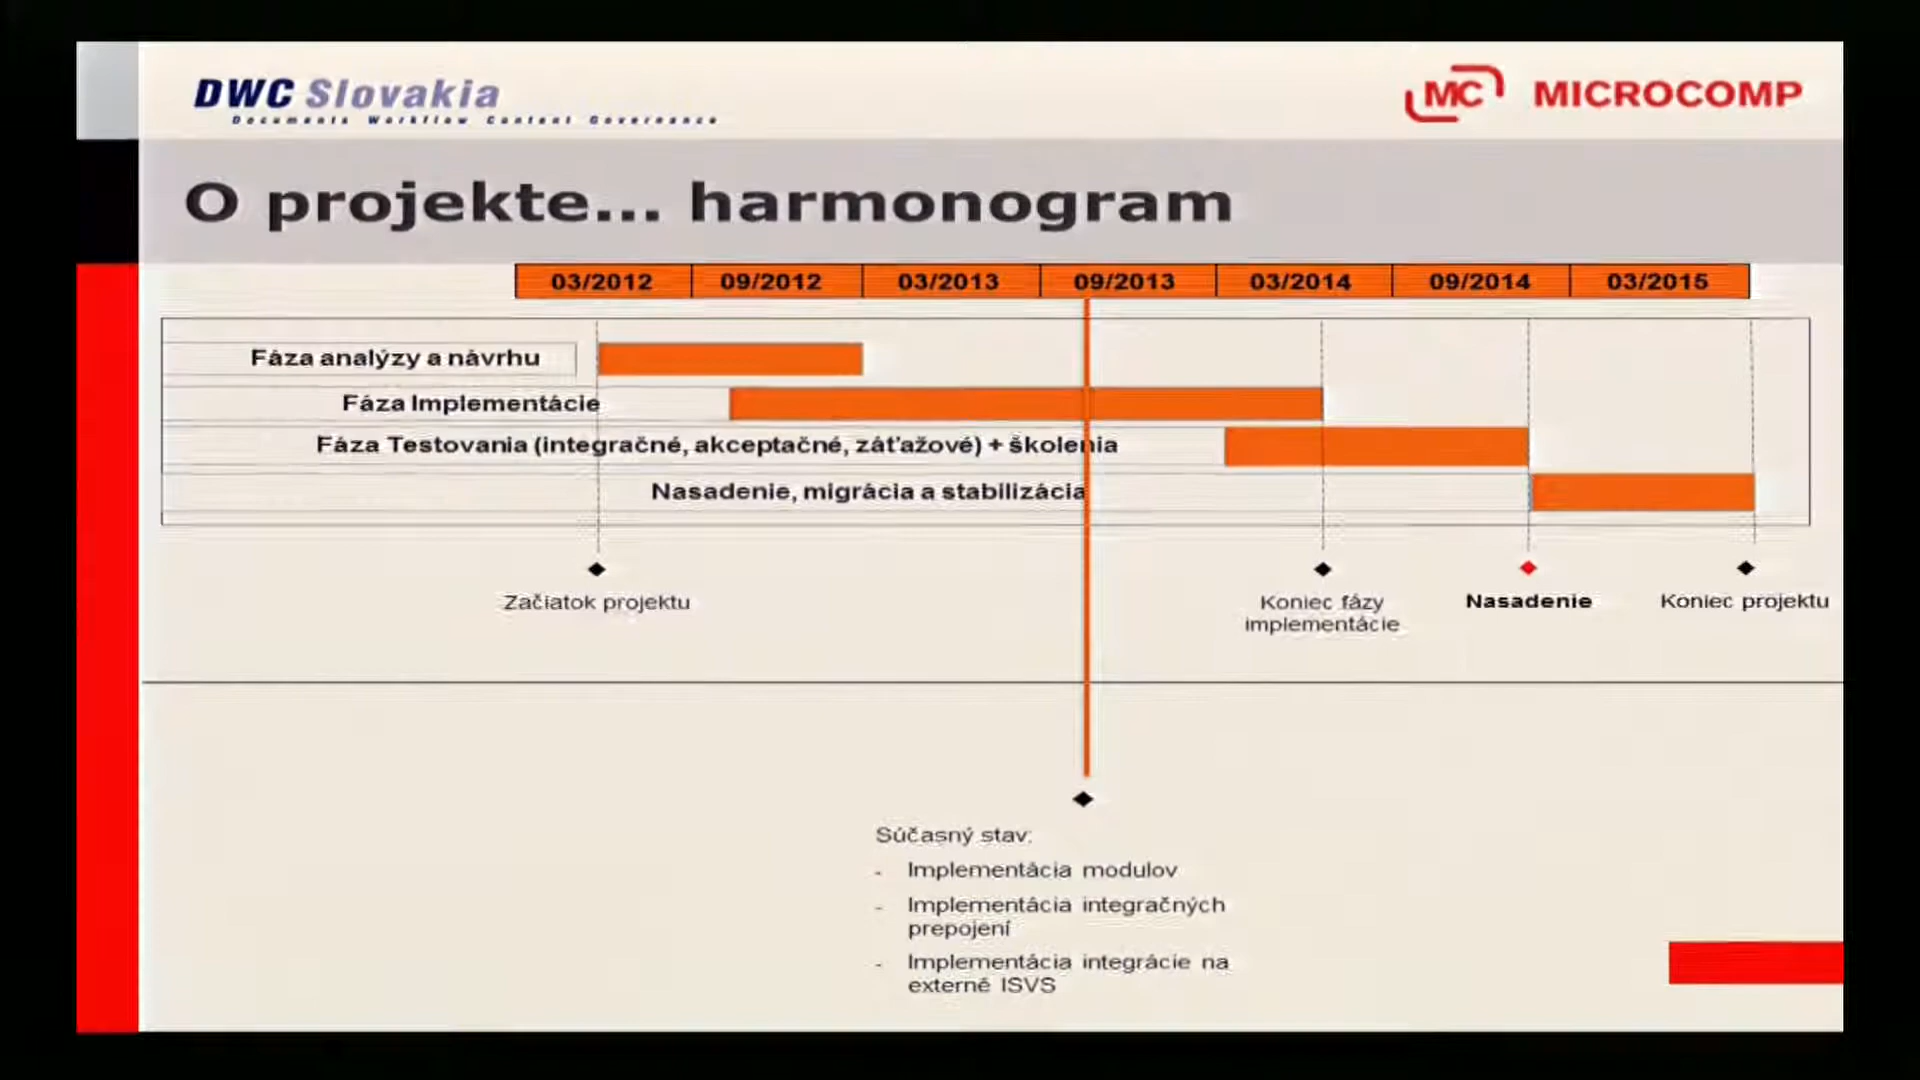 DWC Slovakia
Documents Workflow Content Governance
MC MICROCOMP
O projekte... harmonogram
03/2012 09/2012 03/2013 09/2013 03/2014 09/2014 03/2015
Fáza analýzy a návrhu
Fáza Implementácie
Fáza Testovania (integračné, akceptačné, záťažové) + školenia
Nasadenie, migrácia a stabilizácia
Začiatok projektu
Koniec fázy
implementácie
Nasadenie
Koniec projektu
Súčasný stav:
- Implementácia modulov
- Implementácia integračných
prepojení
- Implementácia integrácie na
externé ISVS